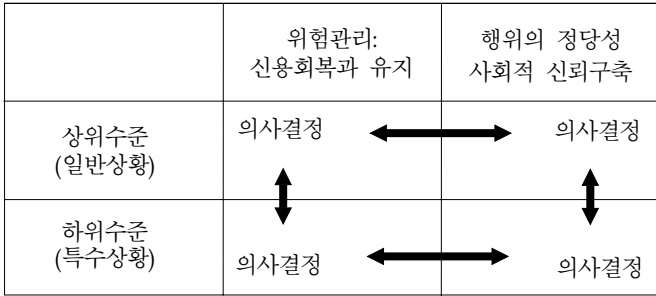 위험관리:
신용회복과 유지
행위의 정당성
사회적 신뢰구축
상위수준
(일반상황)
의사결정
의사결정
하위수준
(특수상황)
의사결정
의사결정